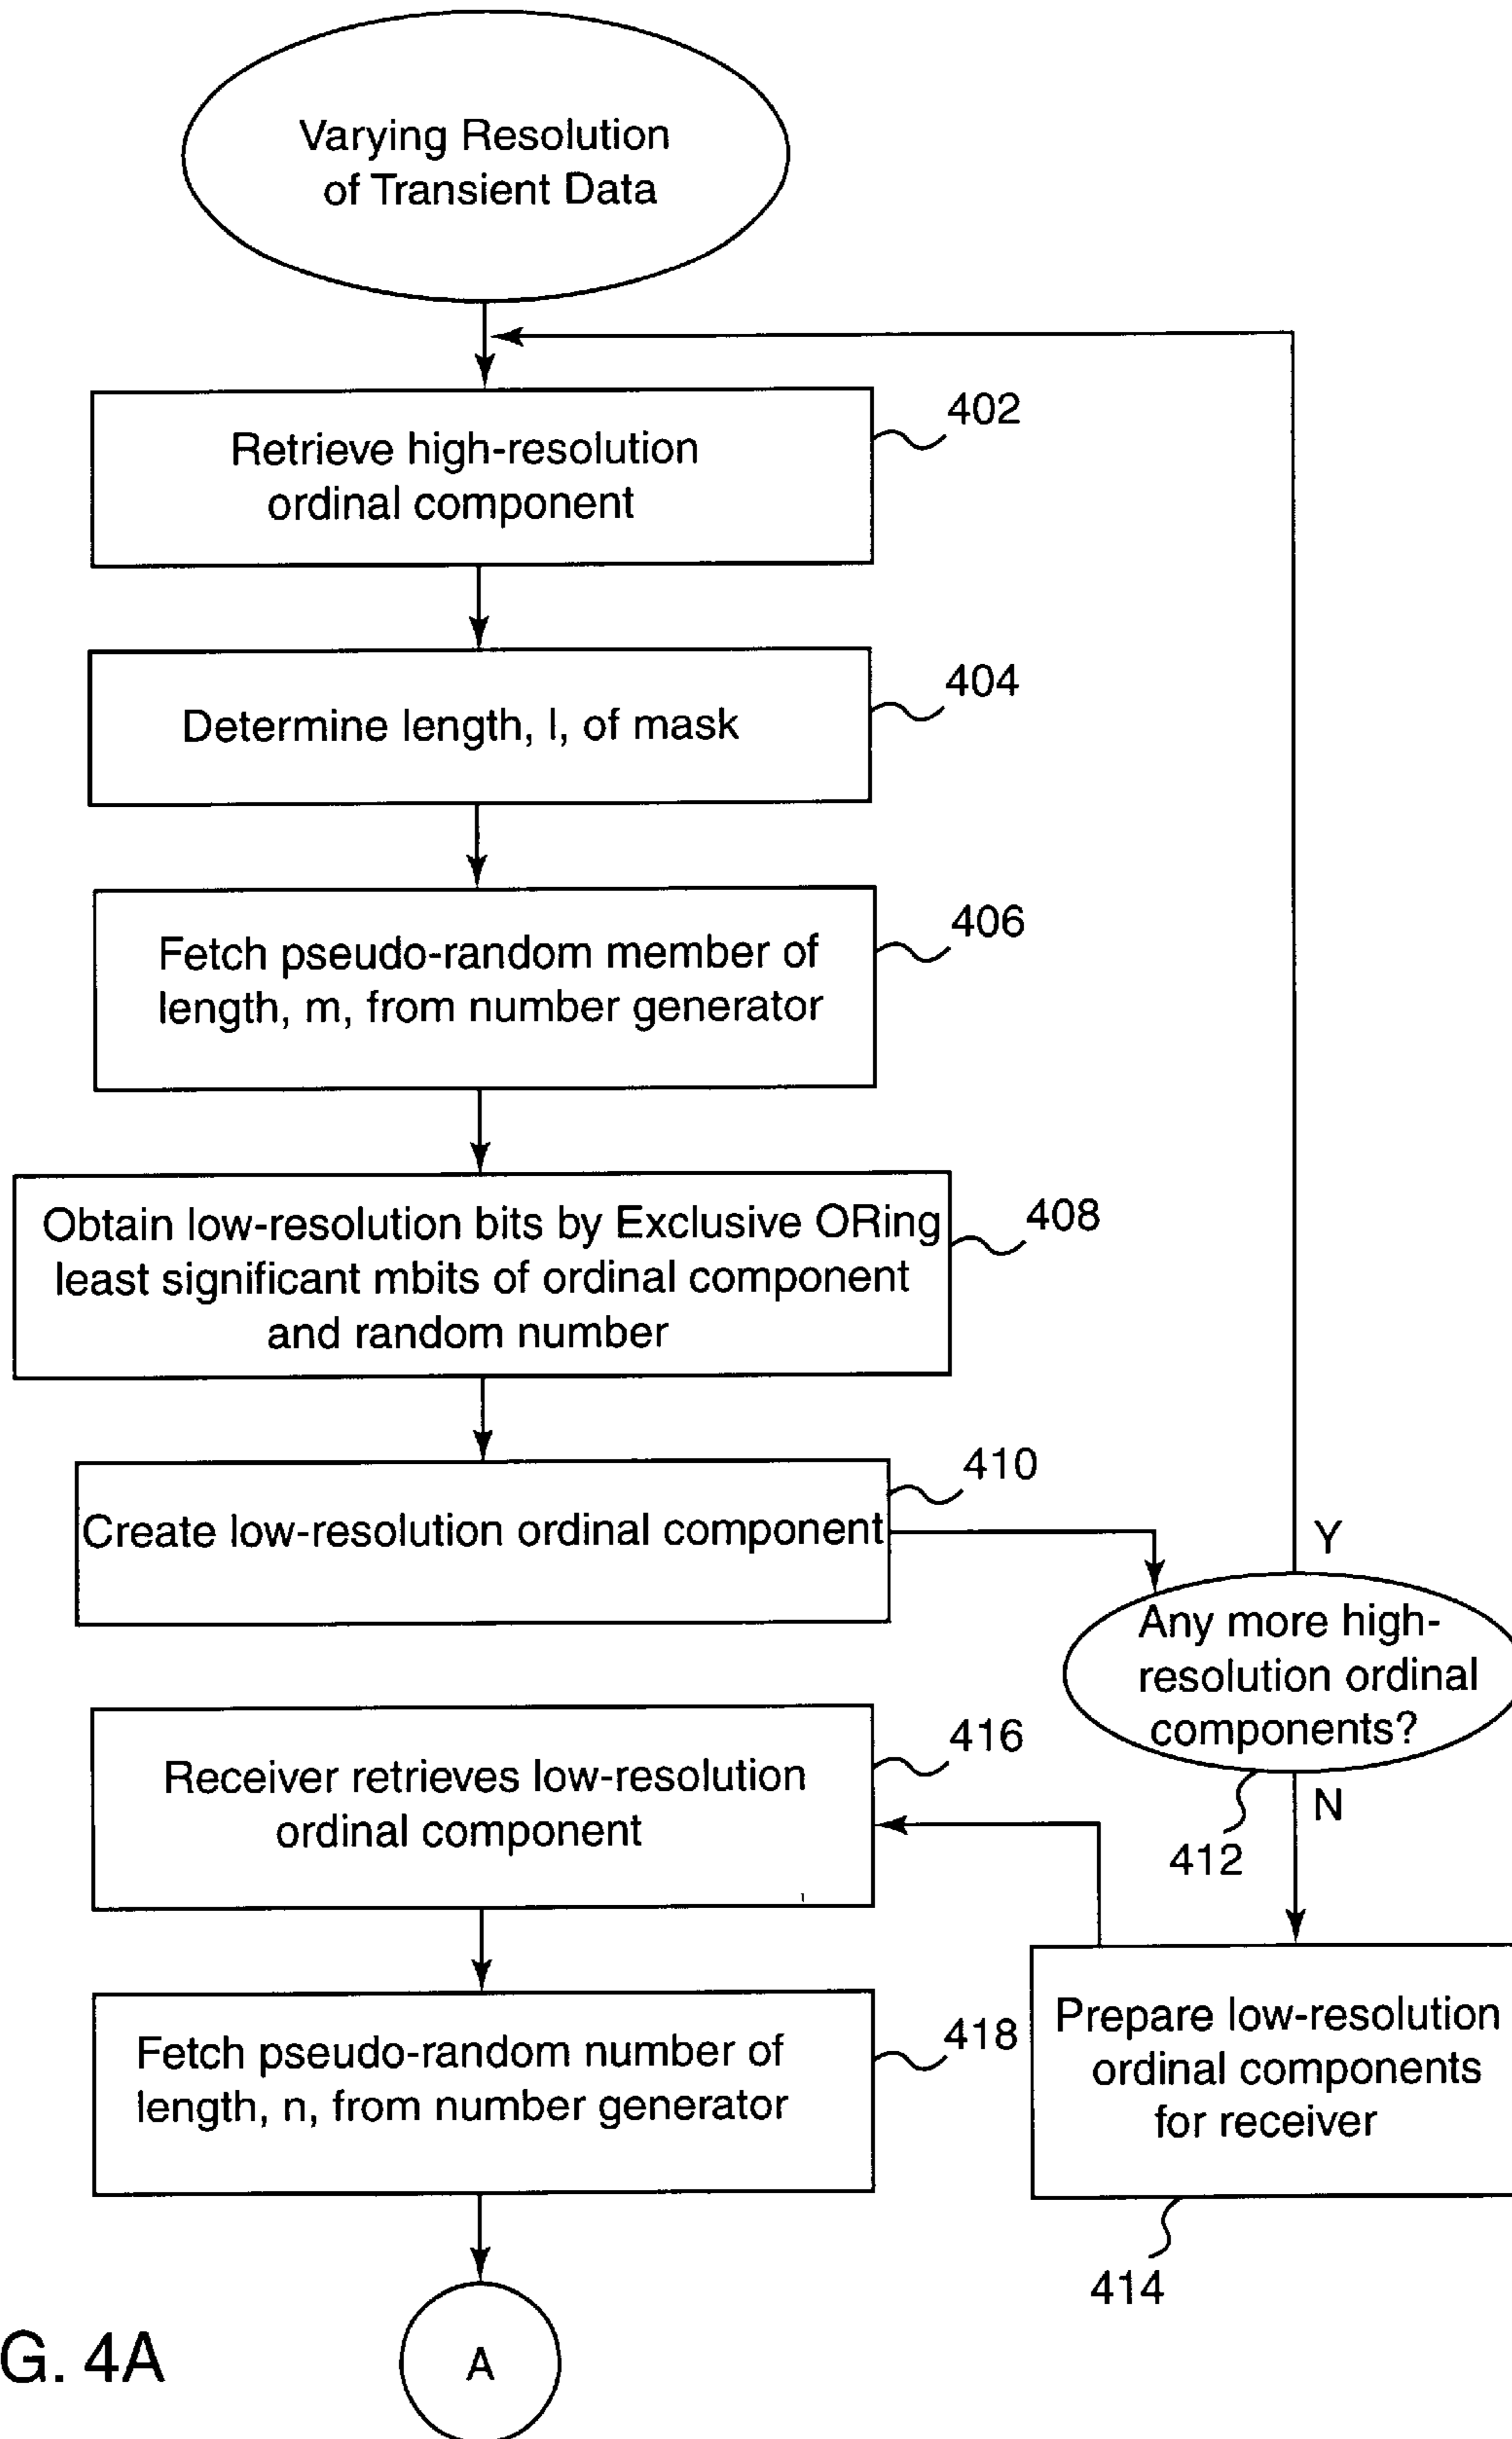 Varying Resolution
of Transient Data
402
Retrieve high-resolution
ordinal component
404
Determine length, l, of mask
406
Fetch pseudo-random member of
length, m, from number generator
408
Obtain low-resolution bits by Exclusive ORing
least significant mbits of ordinal component
and random number
410
Create low-resolution ordinal component
Y
Any more high-
resolution ordinal
components?
412
N
416
Receiver retrieves low-resolution
ordinal component
418
Fetch pseudo-random number of
length, n, from number generator
Prepare low-resolution
ordinal components
for receiver
414
G. 4A
A